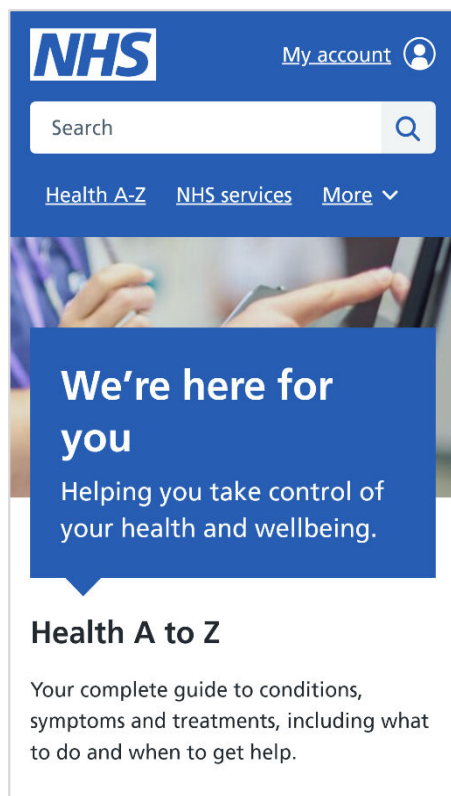 NHS
My account
Search
Health A-Z NHS services More
We’re here for
you
Helping you take control of
your health and wellbeing.
Health A to Z
Your complete guide to conditions,
symptoms and treatments, including what
to do and when to get help.